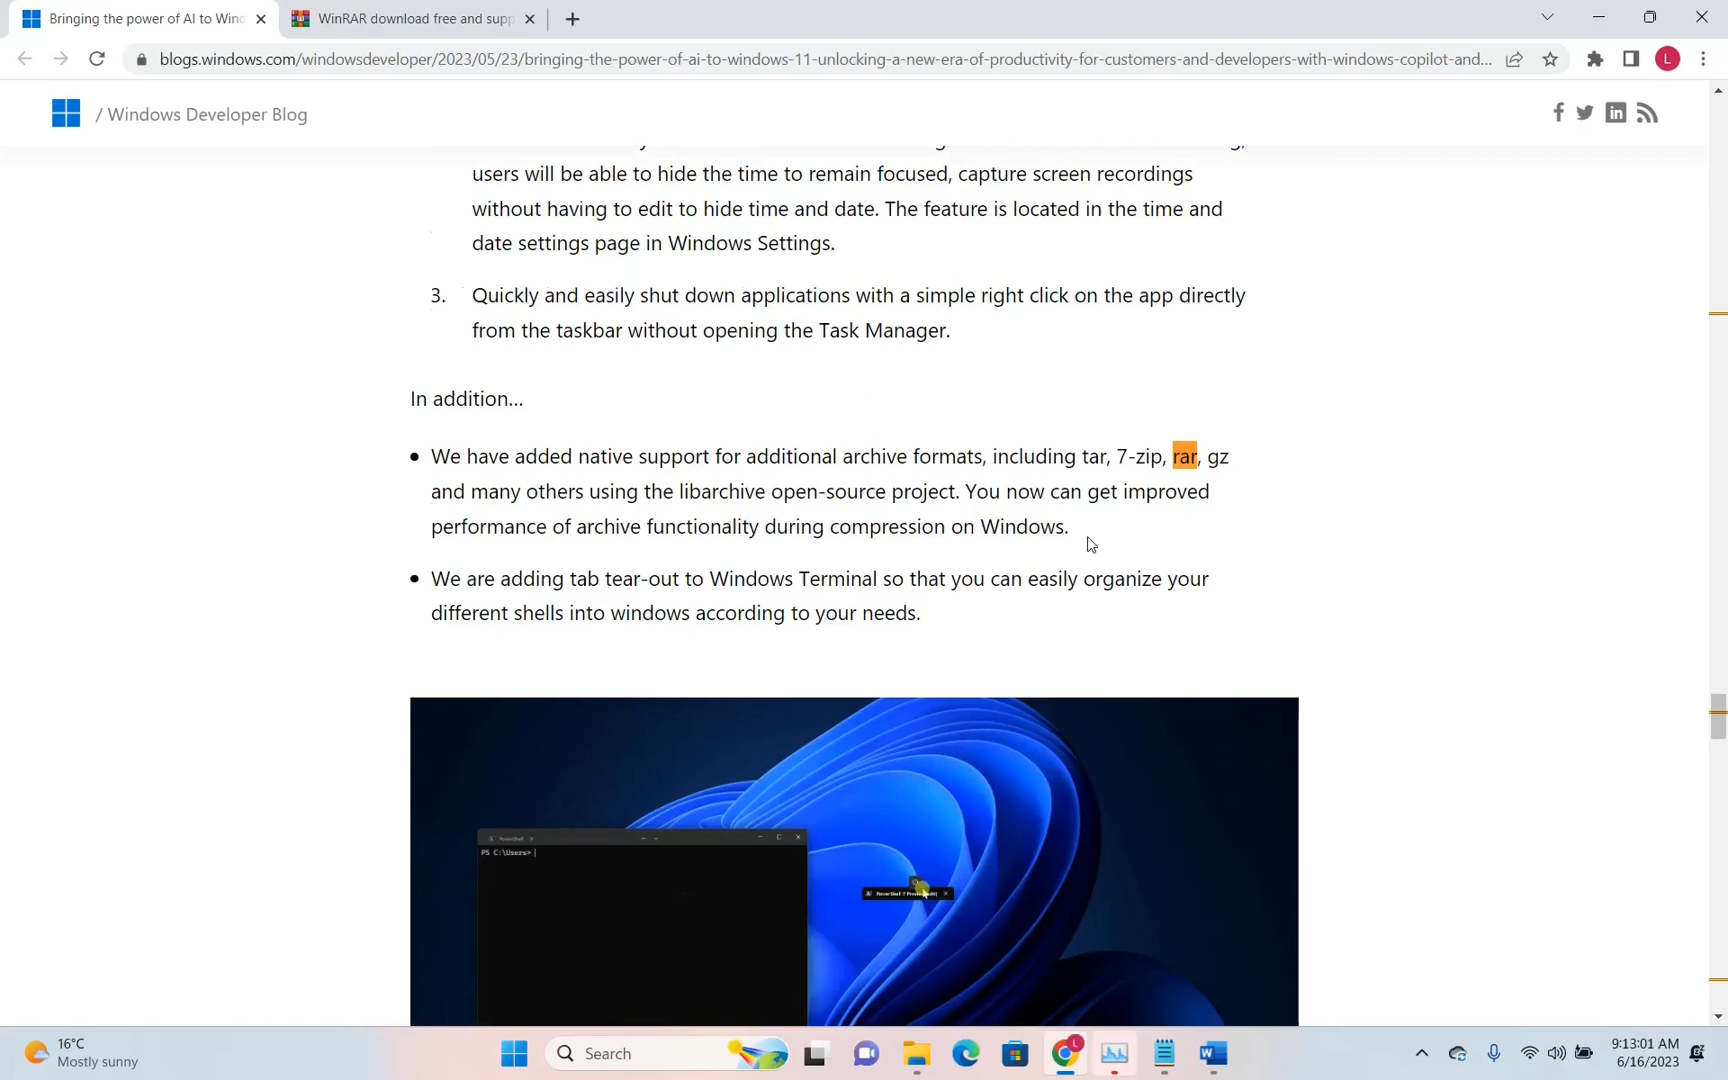 Bringing the power of AI to Wind
WinRAR download free and supp
blogs.windows.com/windowsdeveloper/2023/05/23/bringing-the-power-of-ai-to-windows-11-unlocking-a-new-era-of-productivity-for-customers-and-developers-with-windows-copilot-and...
L
/ Windows Developer Blog
users will be able to hide the time to remain focused, capture screen recordings
without having to edit to hide time and date. The feature is located in the time and
date settings page in Windows Settings.
3. Quickly and easily shut down applications with a simple right click on the app directly
from the taskbar without opening the Task Manager.
In addition…
• We have added native support for additional archive formats, including tar, 7-zip, rar, gz
and many others using the libarchive open-source project. You now can get improved
performance of archive functionality during compression on Windows.
• We are adding tab tear-out to Windows Terminal so that you can easily organize your
different shells into windows according to your needs.
PowerShell
PS C:\Users>
PowerShell 7
16°C
Mostly sunny
Search
L
9:13:01 AM
6/16/2023